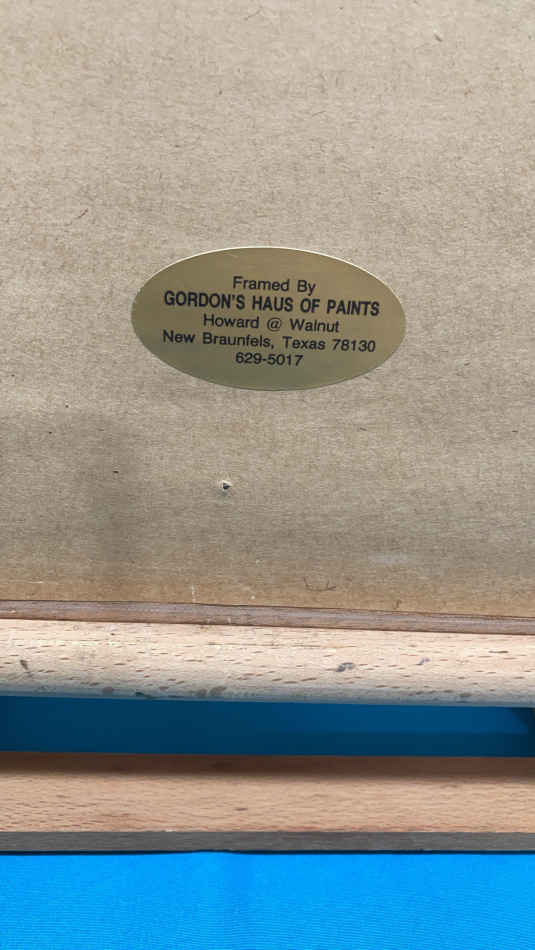 Framed By
GORDON'S HAUS OF PAINTS
Howard @ Walnut
New Braunfels, Texas 78130
629-5017